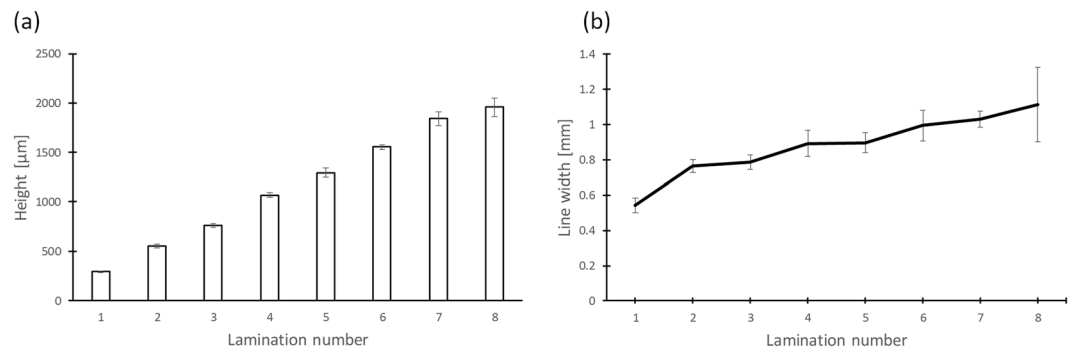 (a)
2500
2000
1500
1000
500
0
Height [µm]
1 2 3 4 5 6 7 8
Lamination number
(b)
1.4
1.2
1
0.8
0.6
0.4
0.2
0
Line width [mm]
1 2 3 4 5 6 7 8
Lamination number